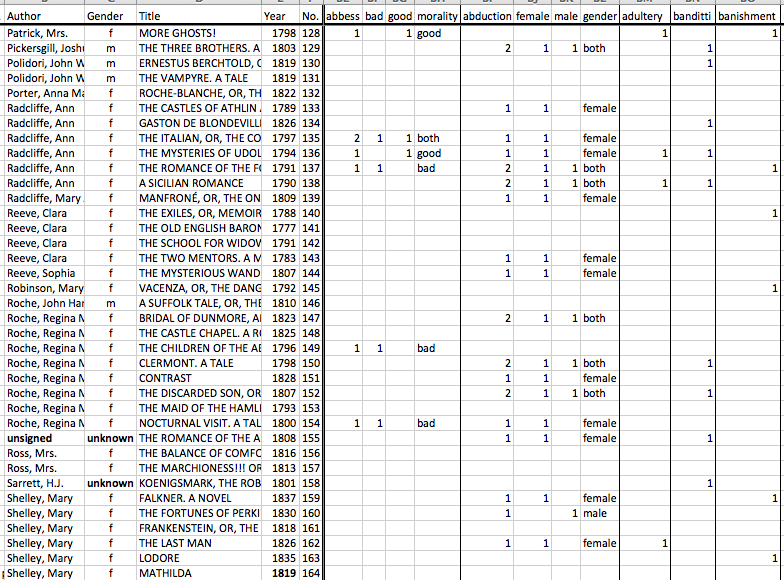 Author Gender Title Year No. abbess bad good morality abduction female male gender adultery banditti banishment
Patrick, Mrs. f MORE GHOSTS! 1798 128 1 1 good 1 1
Pickersgill, Josh m THE THREE BROTHERS. A 1803 129 2 1 1 both 1
Polidori, John W m ERNESTUS BERCHTOLD, 1819 130 1
Polidori, John W m THE VAMPYRE. A TALE 1819 131
Porter, Anna Ma f ROCHE-BLANCHE, OR, TH 1822 132
Radcliffe, Ann f THE CASTLES OF ATHLIN 1789 133 1 1 female
Radcliffe, Ann f GASTON DE BLONDEVILL 1826 134 1
Radcliffe, Ann f THE ITALIAN, OR, THE CO 1797 135 2 1 1 both 1 1 female
Radcliffe, Ann f THE MYSTERIES OF UDOL 1794 136 1 1 good 1 1 female 1 1
Radcliffe, Ann f THE ROMANCE OF THE F 1791 137 1 1 bad 2 1 1 both 1
Radcliffe, Ann f A SICILIAN ROMANCE 1790 138 2 1 1 both 1 1
Radcliffe, Mary f MANFRONÉ, OR, THE ON 1809 139 1 1 female
Reeve, Clara f THE EXILES, OR, MEMOIR 1788 140 1
Reeve, Clara f THE OLD ENGLISH BARON 1777 141
Reeve, Clara f THE SCHOOL FOR WIDOW 1791 142
Reeve, Clara f THE TWO MENTORS. A M 1783 143 1 1 female
Reeve, Sophia f THE MYSTERIOUS WAND 1807 144 1 1 female
Robinson, Mary f VACENZA, OR, THE DANG 1792 145 1
Roche, John Har m A SUFFOLK TALE, OR, THE 1810 146
Roche, Regina M f BRIDAL OF DUNMORE, A 1823 147 2 1 1 both
Roche, Regina M f THE CASTLE CHAPEL. A R 1825 148
Roche, Regina M f THE CHILDREN OF THE AB 1796 149 1 1 bad
Roche, Regina M f CLERMONT. A TALE 1798 150 2 1 1 both 1
Roche, Regina M f CONTRAST 1828 151 1 1 female
Roche, Regina M f THE DISCARDED SON, OR 1807 152 2 1 1 both 1
Roche, Regina M f THE MAID OF THE HAML 1793 153
Roche, Regina M f NOCTURNAL VISIT. A TAL 1800 154 1 1 bad 1 1 female
unsigned unknown THE ROMANCE OF THE A 1808 155 1 1 female 1
Ross, Mrs. f THE BALANCE OF COMFO 1816 156
Ross, Mrs. f THE MARCHIONESS!!! OR 1813 157
Sarrett, H.J. unknown KOENIGSMARK, THE ROB 1801 158 1
Shelley, Mary f FALKNER. A NOVEL 1837 159 1 1 female 1
Shelley, Mary f THE FORTUNES OF PERKI 1830 160 1 1 male
Shelley, Mary f FRANKENSTEIN, OR, THE 1818 161
Shelley, Mary f THE LAST MAN 1826 162 1 1 female 1
Shelley, Mary f LODORE 1835 163 1
Shelley, Mary f MATHILDA 1819 164